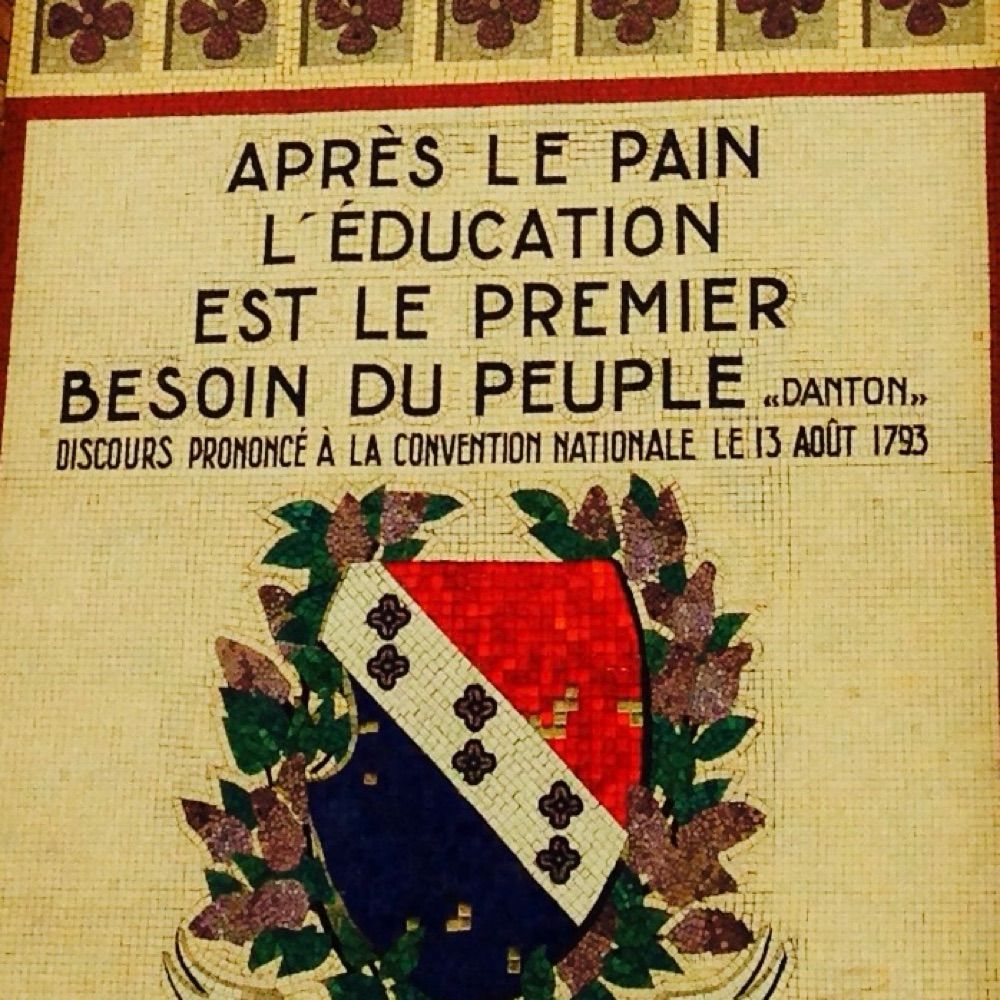 APRÈS LE PAIN
L´ÉDUCATION
EST LE PREMIER
BESOIN DU PEUPLE «DANTON»
DISCOURS PRONONCÉ À LA CONVENTION NATIONALE LE 13 AOÛT 1793